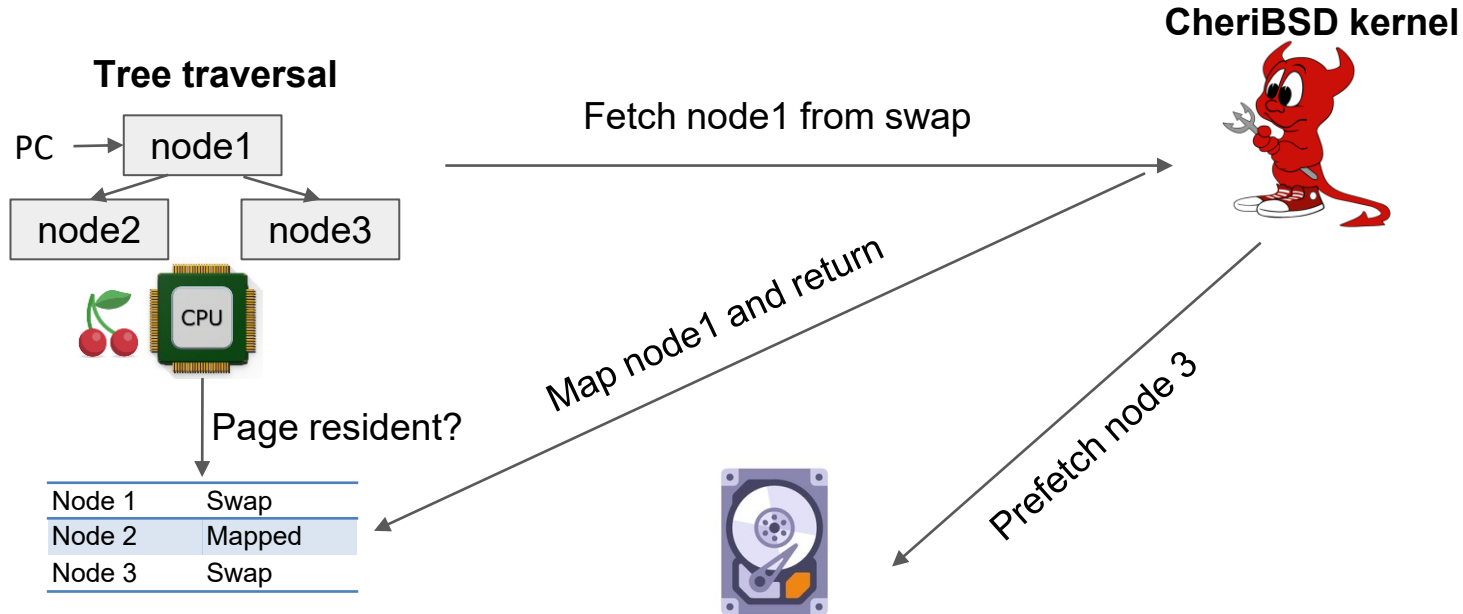 CheriBSD kernel
Tree traversal
Fetch node1 from swap
PC
node1
node2
node3
CPU
Map node1 and return
Page resident?
Prefetch node 3
Node 1 Swap
Node 2 Mapped
Node 3 Swap